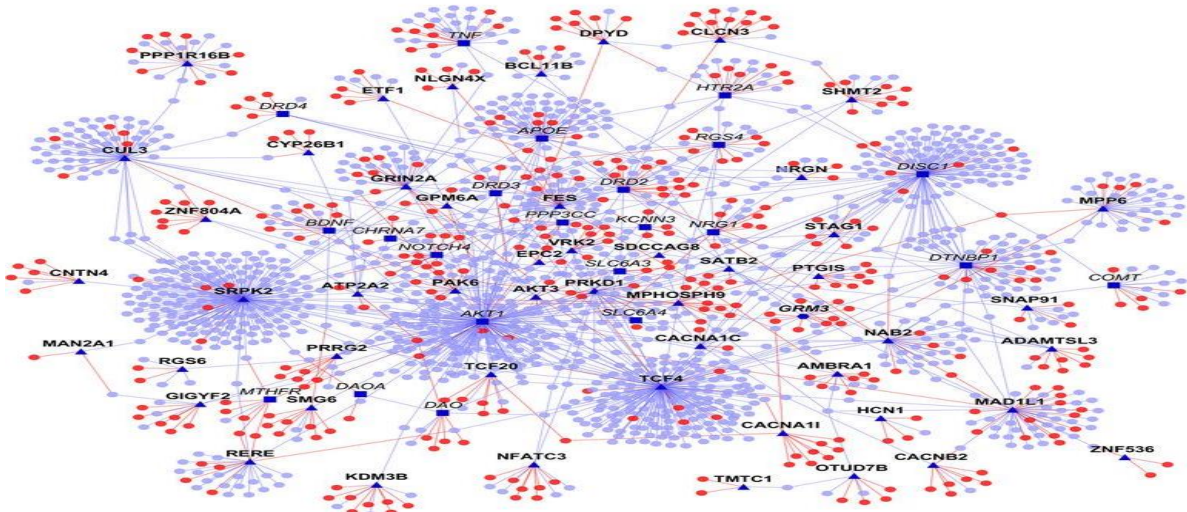 TNF
DPYD
CLCN3
PPP1R16B
BCL11B
NLGN4X
ETF1
HTR2A
SHMT2
DRD4
APOE
RGS4
CUL3
CYP26B1
DISC1
GRIN2A
DRD3
DRD2
NRGN
GPM6A
FES
MPP6
ZNF804A
BDNF
PPP3CC
KCNN3
NRG1
STAG1
CHRNA7
NOTCH4
VRK2
SDCCAG8
EPC2
SATB2
DTNBP1
CNTN4
SLC6A3
PTGIS
COMT
SRPK2
ATP2A2
PAK6
AKT3
PRKD1
MPHOSPH9
SNAP91
AKT1
SLC6A4
GRM3
MAN2A1
PRRG2
CACNA1C
NAB2
ADAMTSL3
RGS6
TCF20
TCF4
AMBRA1
GIGYF2
MTHFR
SMG6
DAOA
DAO
HCN1
MAD1L1
CACNA1I
RERE
NFATC3
ZNF536
KDM3B
TMTC1
OTUD7B
CACNB2